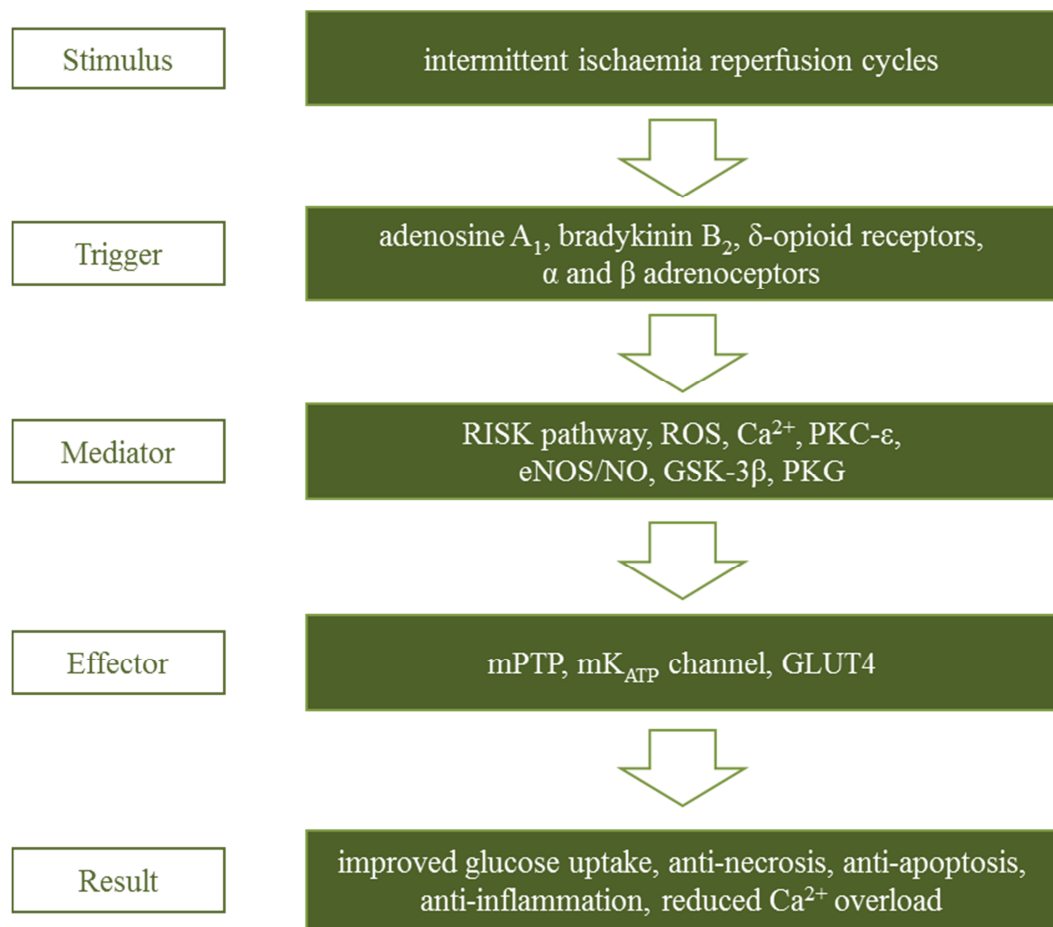 Stimulus
intermittent ischaemia reperfusion cycles
Trigger
adenosine A₁, bradykinin B₂, δ-opioid receptors,
α and β adrenoceptors
Mediator
RISK pathway, ROS, Ca²⁺, PKC-ε,
eNOS/NO, GSK-3β, PKG
Effector
mPTP, mK_ATP channel, GLUT4
Result
improved glucose uptake, anti-necrosis, anti-apoptosis,
anti-inflammation, reduced Ca²⁺ overload